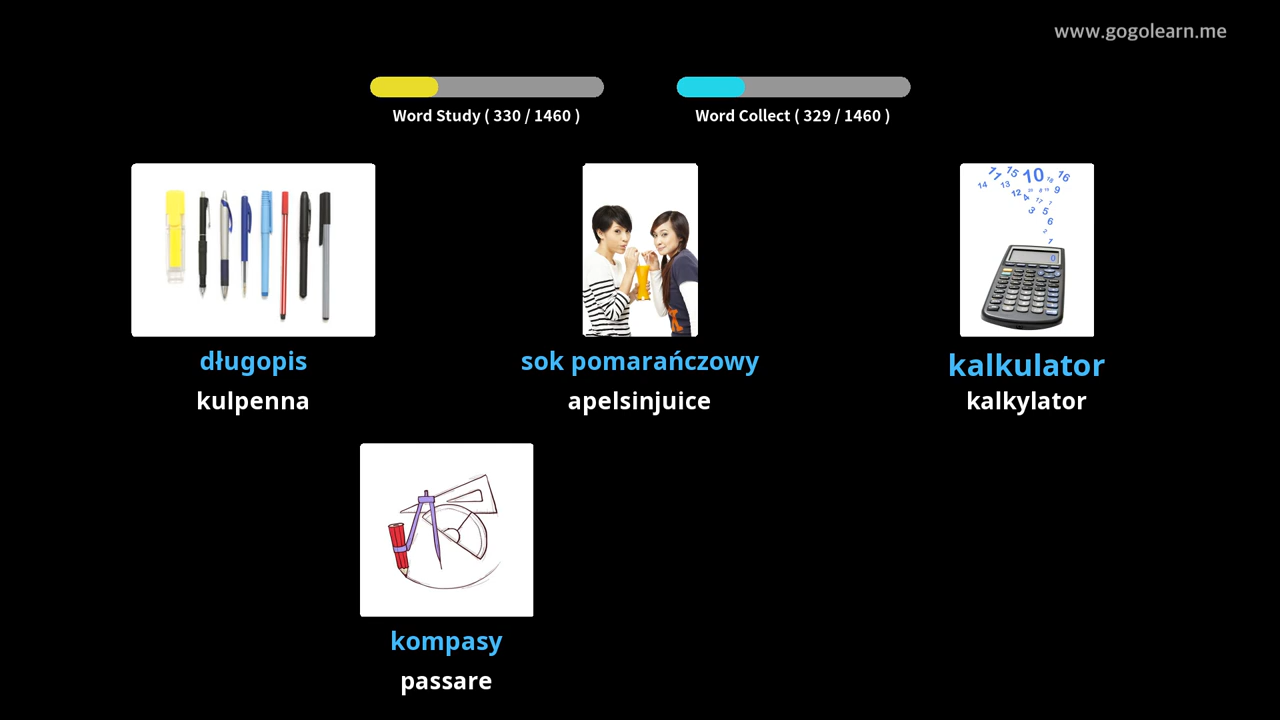 www.gogolearn.me
Word Study ( 330 / 1460 )
Word Collect ( 329 / 1460 )
długopis
kulpenna
sok pomarańczowy
apelsinjuice
kalkulator
kalkylator
kompasy
passare